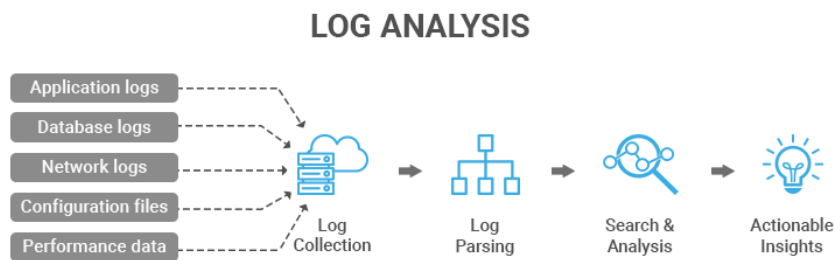 LOG ANALYSIS
Application logs
Database logs
Network logs
Configuration files
Performance data
Log
Collection
Log
Parsing
Search &
Analysis
Actionable
Insights